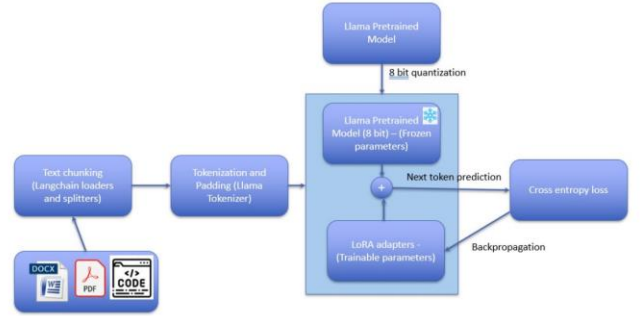 Llama Pretrained
Model
8 bit quantization
Llama Pretrained
Model (8 bit) – (Frozen
parameters)
Text chunking
(Langchain loaders
and splitters)
Tokenization and
Padding (Llama
Tokenizer)
+
Next token prediction
Cross entropy loss
LoRA adapters -
(Trainable parameters)
Backpropagation
DOCX
W
PDF
</>
CODE